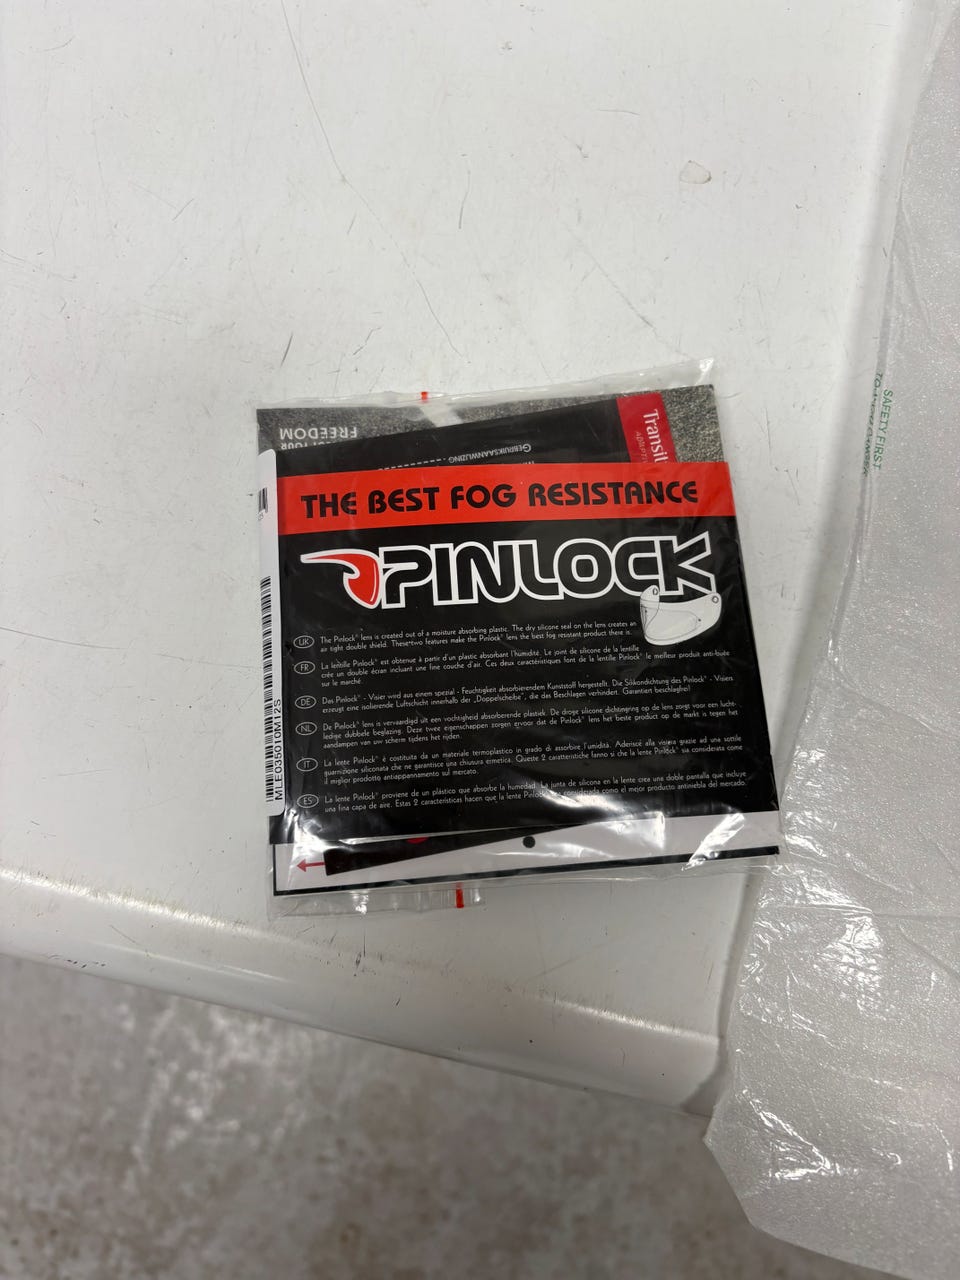 FREEDOM
GEBRUIKSAANWIJZING
THE BEST FOG RESISTANCE
PINLOCK
UK The Pinlock® lens is created out of a moisture absorbing plastic. The dry silicone seal on the lens creates an
air tight double shield. These two features make the Pinlock® lens the best fog resistant product there is.
FR La lentille Pinlock® est obtenue à partir d'un plastic absorbant l'humidité. Le joint de silicone de la lentille
crée un double écran incluant une fine couche d'air. Ces deux caractéristiques font de la lentille Pinlock® le meilleur produit anti-buée
sur le marché.
DE Das Pinlock® - Visier wird aus einem spezial - Feuchtigkeit absorbierendem Kunststoff hergestellt. Die Silikondichtung des Pinlock® - Visiers
erzeugt eine isolierende Luftschicht innerhalb der „Doppelscheibe", die das Beschlagen verhindert. Garantiert beschlagfrei!
NL De Pinlock® lens is vervaardigd uit een vochtigheid absorberende plastiek. De droge silicone dichtingring op de lens zorgt voor een lucht-
ledige dubbele beglazing. Deze twee eigenschappen zorgen ervoor dat de Pinlock® lens het beste product op de markt is tegen het
aandampen van uw scherm tijdens het rijden.
IT La lente Pinlock® è costituita da un materiale termoplastico in grado di assorbire l'umidità. Aderisce alla visiera grazie ad una sottile
guarnizione siliconata che ne garantisce una chiusura ermetica. Queste 2 caratteristiche fanno si che la lente Pinlock® sia considerata come
il miglior prodotto antiappannamento sul mercato.
ES La lente Pinlock® proviene de un plástico que absorbe la humedad. La junta de silicona en la lente crea una doble pantalla que incluye
una fina capa de aire. Estas 2 características hacen que la lente Pinlock® considerada como el mejor producto antiniebla del mercado.
MLE035010M12S
SAFETY FIRST